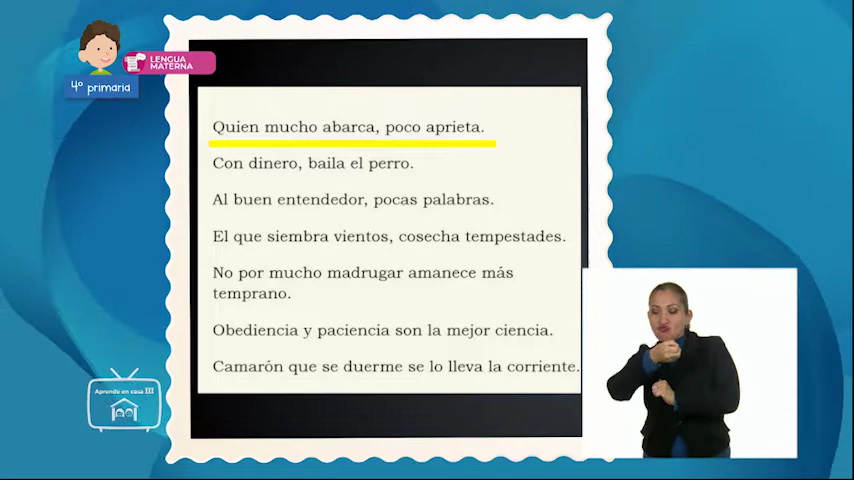 LENGUA
MATERNA
4º primaria
Quien mucho abarca, poco aprieta.
Con dinero, baila el perro.
Al buen entendedor, pocas palabras.
El que siembra vientos, cosecha tempestades.
No por mucho madrugar amanece más
temprano.
Obediencia y paciencia son la mejor ciencia.
Camarón que se duerme se lo lleva la corriente.
Aprende en casa III